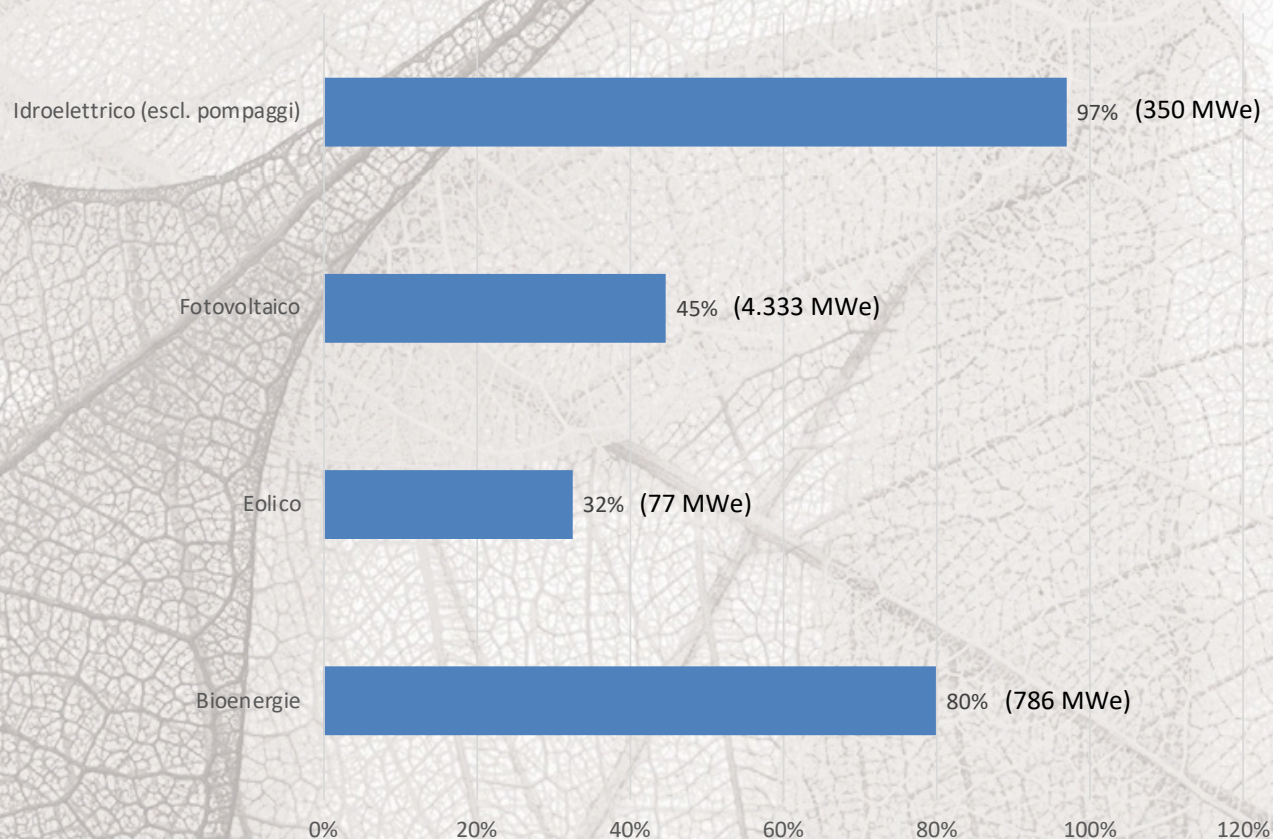 Idroelettrico (escl. pompaggi) 97% (350 MWe)
Fotovoltaico 45% (4.333 MWe)
Eolico 32% (77 MWe)
Bioenergie 80% (786 MWe)
0% 20% 40% 60% 80% 100% 120%